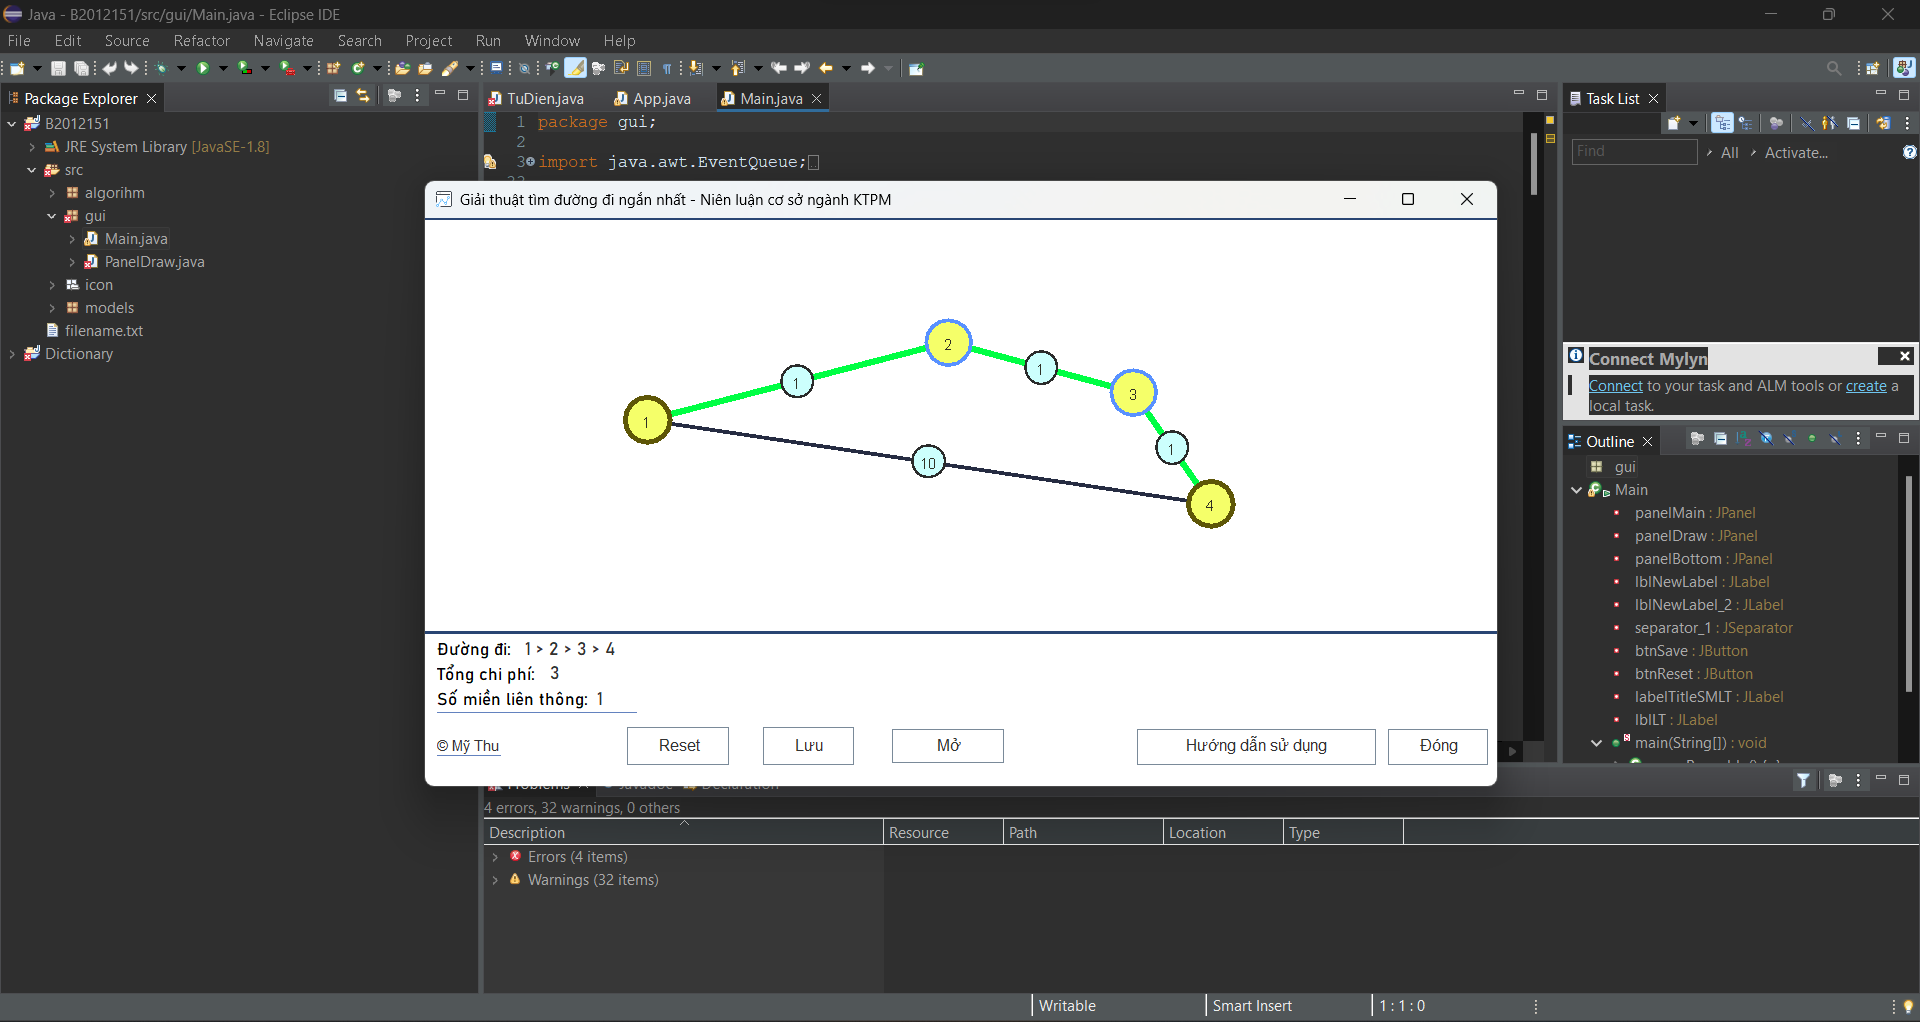 Java - B2012151/src/gui/Main.java - Eclipse IDE
File Edit Source Refactor Navigate Search Project Run Window Help
Package Explorer
B2012151
JRE System Library [JavaSE-1.8]
src
algorihm
gui
Main.java
PanelDraw.java
icon
models
filename.txt
Dictionary
TuDien.java App.java Main.java
1 package gui;
2
3 import java.awt.EventQueue;
Giải thuật tìm đường đi ngắn nhất - Niên luận cơ sở ngành KTPM
2
1
1
3
1
1
10
4
Đường đi: 1 > 2 > 3 > 4
Tổng chi phí: 3
Số miền liên thông: 1
© Mỹ Thu
Reset
Lưu
Mở
Hướng dẫn sử dụng
Đóng
Task List
Find
All
Activate...
Connect Mylyn
Connect to your task and ALM tools or create a
local task.
Outline
gui
Main
panelMain : JPanel
panelDraw : JPanel
panelBottom : JPanel
lblNewLabel : JLabel
lblNewLabel_2 : JLabel
separator_1 : JSeparator
btnSave : JButton
btnReset : JButton
labelTitleSMLT : JLabel
lblLT : JLabel
main(String[]) : void
4 errors, 32 warnings, 0 others
Description Resource Path Location Type
Errors (4 items)
Warnings (32 items)
Writable Smart Insert 1 : 1 : 0